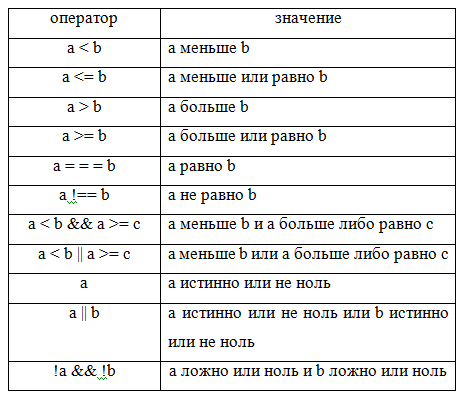 оператор значение
a < b а меньше b
a <= b а меньше или равно b
a > b а больше b
a >= b а больше или равно b
a = = = b а равно b
a !== b а не равно b
a < b && a >= c а меньше b и а больше либо равно c
a < b || a >= c а меньше b или а больше либо равно c
a а истинно или не ноль
a || b а истинно или не ноль или b истинно
или не ноль
!a && !b а ложно или ноль и b ложно или ноль